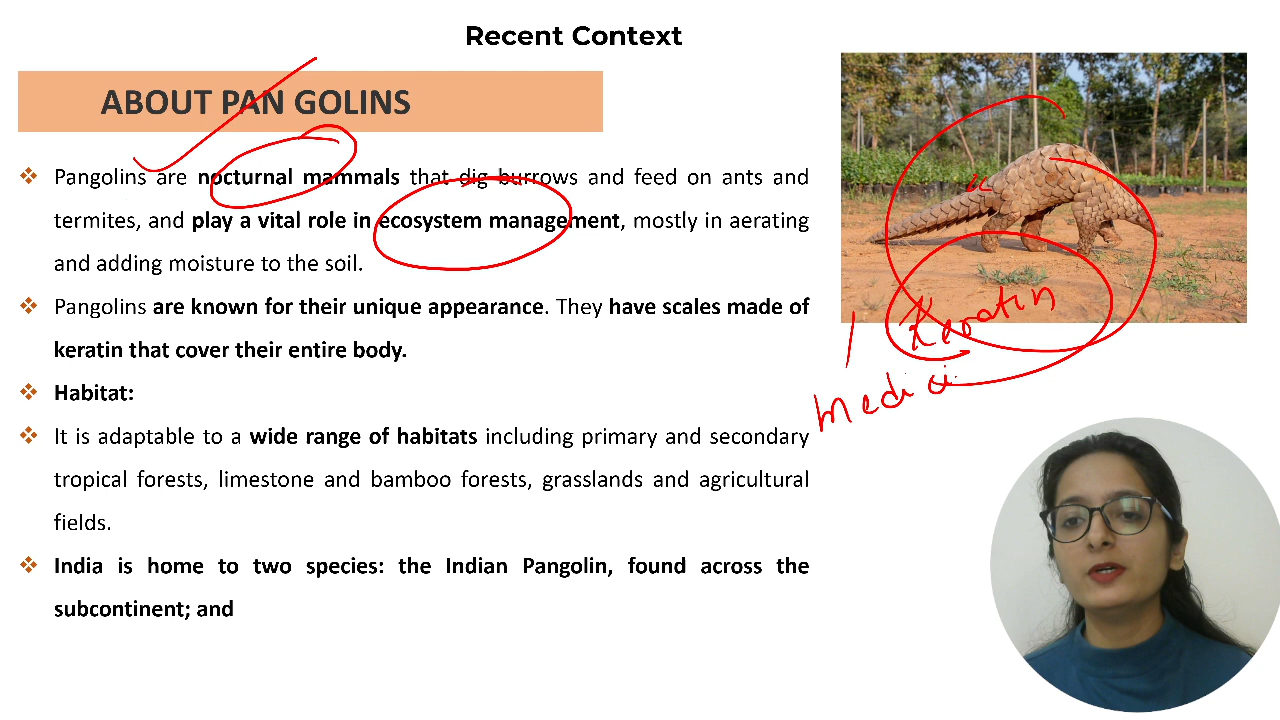 Recent Context
ABOUT PAN GOLINS
❖ Pangolins are nocturnal mammals that dig burrows and feed on ants and
termites, and play a vital role in ecosystem management, mostly in aerating
and adding moisture to the soil.
❖ Pangolins are known for their unique appearance. They have scales made of
keratin that cover their entire body.
❖ Habitat:
❖ It is adaptable to a wide range of habitats including primary and secondary
tropical forests, limestone and bamboo forests, grasslands and agricultural
fields.
❖ India is home to two species: the Indian Pangolin, found across the
subcontinent; and
Keratin
Medici